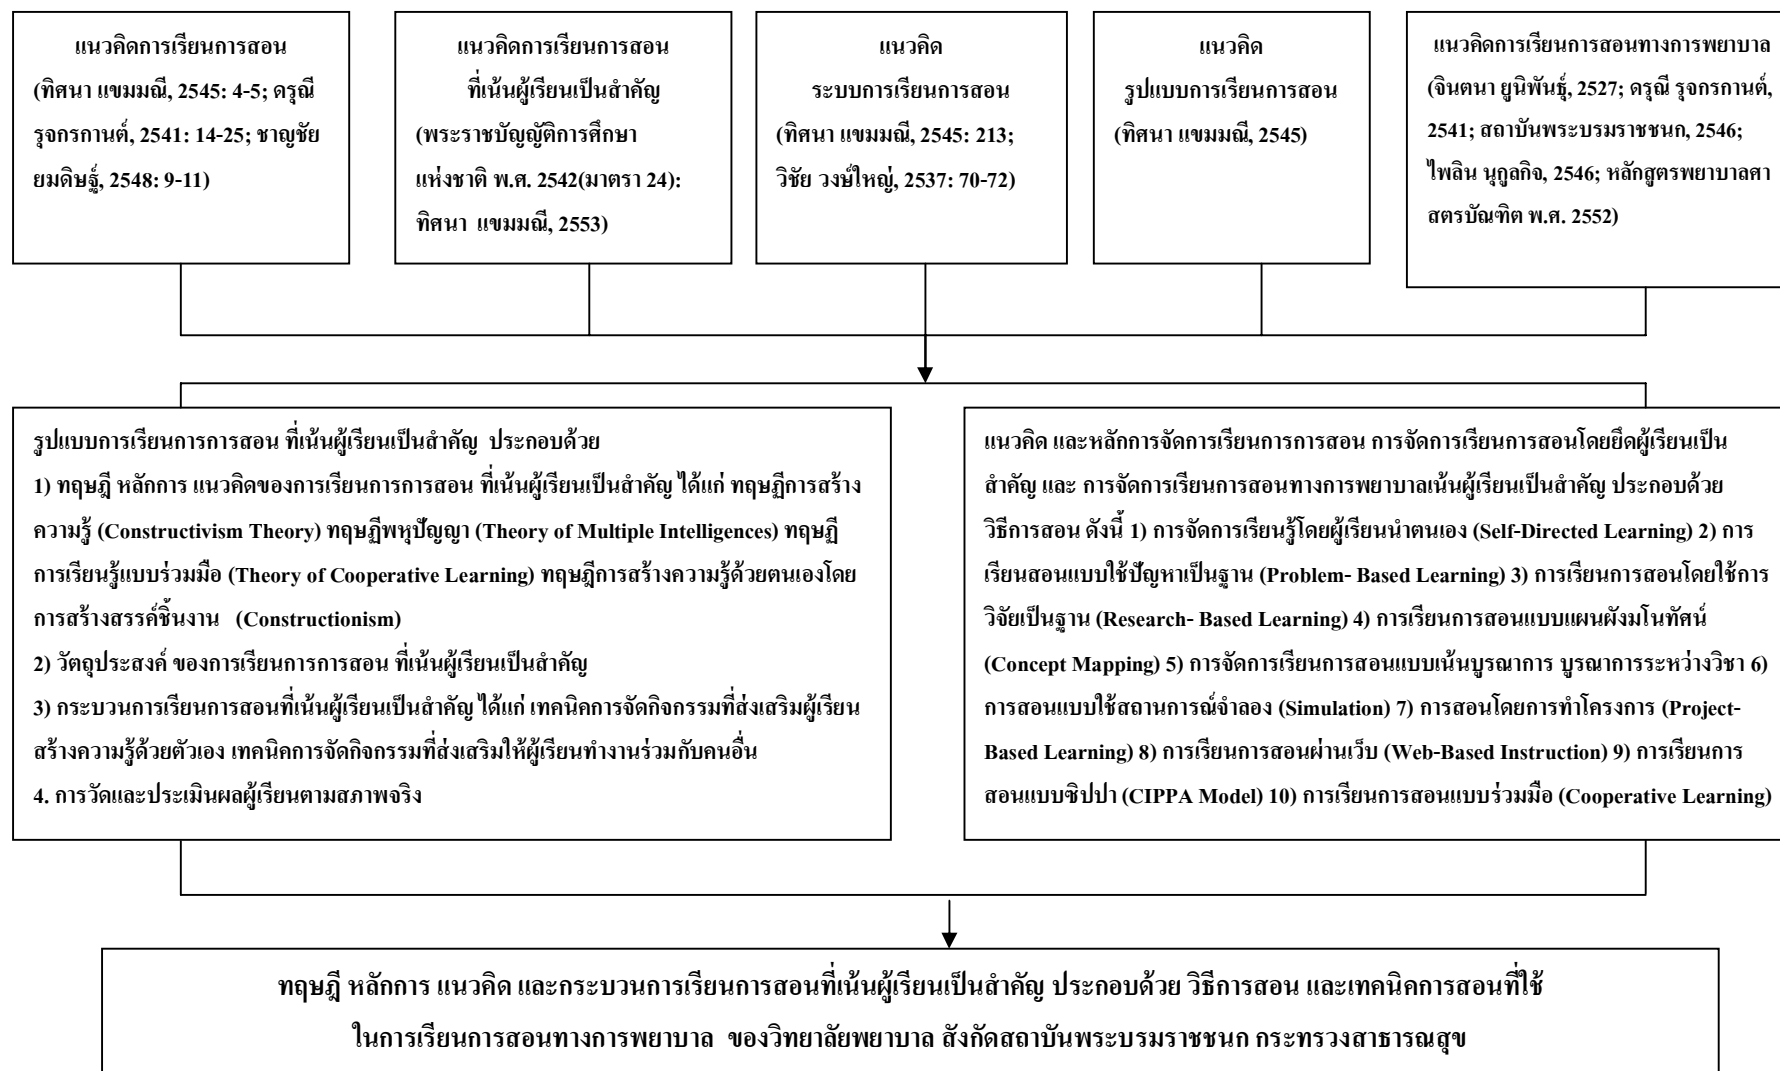 แนวคิดการเรียนการสอน
(ทิศนา แขมมณี, 2545: 4-5; ดรุณี
รุจกรกานต์, 2541: 14-25; ชาญชัย
ยมดิษฐ์, 2548: 9-11)
แนวคิดการเรียนการสอน
ที่เน้นผู้เรียนเป็นสำคัญ
(พระราชบัญญัติการศึกษา
แห่งชาติ พ.ศ. 2542(มาตรา 24):
ทิศนา แขมมณี, 2553)
แนวคิด
ระบบการเรียนการสอน
(ทิศนา แขมมณี, 2545: 213;
วิชัย วงษ์ใหญ่, 2537: 70-72)
แนวคิด
รูปแบบการเรียนการสอน
(ทิศนา แขมมณี, 2545)
แนวคิดการเรียนการสอนทางการพยาบาล
(จินตนา ยูนิพันธุ์, 2527; ดรุณี รุจกรกานต์,
2541; สถาบันพระบรมราชชนก, 2546;
ไพลิน นุกูลกิจ, 2546; หลักสูตรพยาบาลศา
สตรบัณฑิต พ.ศ. 2552)
รูปแบบการเรียนการการสอน ที่เน้นผู้เรียนเป็นสำคัญ ประกอบด้วย
1) ทฤษฎี หลักการ แนวคิดของการเรียนการการสอน ที่เน้นผู้เรียนเป็นสำคัญ ได้แก่ ทฤษฎีการสร้าง
ความรู้ (Constructivism Theory) ทฤษฎีพหุปัญญา (Theory of Multiple Intelligences) ทฤษฎี
การเรียนรู้แบบร่วมมือ (Theory of Cooperative Learning) ทฤษฎีการสร้างความรู้ด้วยตนเองโดย
การสร้างสรรค์ชิ้นงาน (Constructionism)
2) วัตถุประสงค์ ของการเรียนการการสอน ที่เน้นผู้เรียนเป็นสำคัญ
3) กระบวนการเรียนการสอนที่เน้นผู้เรียนเป็นสำคัญ ได้แก่ เทคนิคการจัดกิจกรรมที่ส่งเสริมผู้เรียน
สร้างความรู้ด้วยตัวเอง เทคนิคการจัดกิจกรรมที่ส่งเสริมให้ผู้เรียนทำงานร่วมกับคนอื่น
4. การวัดและประเมินผลผู้เรียนตามสภาพจริง
แนวคิด และหลักการจัดการเรียนการการสอน การจัดการเรียนการสอนโดยยึดผู้เรียนเป็น
สำคัญ และ การจัดการเรียนการสอนทางการพยาบาลเน้นผู้เรียนเป็นสำคัญ ประกอบด้วย
วิธีการสอน ดังนี้ 1) การจัดการเรียนรู้โดยผู้เรียนนำตนเอง (Self-Directed Learning) 2) การ
เรียนสอนแบบใช้ปัญหาเป็นฐาน (Problem- Based Learning) 3) การเรียนการสอนโดยใช้การ
วิจัยเป็นฐาน (Research- Based Learning) 4) การเรียนการสอนแบบแผนผังมโนทัศน์
(Concept Mapping) 5) การจัดการเรียนการสอนแบบเน้นบูรณาการ บูรณาการระหว่างวิชา 6)
การสอนแบบใช้สถานการณ์จำลอง (Simulation) 7) การสอนโดยการทำโครงการ (Project-
Based Learning) 8) การเรียนการสอนผ่านเว็บ (Web-Based Instruction) 9) การเรียนการ
สอนแบบซิปปา (CIPPA Model) 10) การเรียนการสอนแบบร่วมมือ (Cooperative Learning)
ทฤษฎี หลักการ แนวคิด และกระบวนการเรียนการสอนที่เน้นผู้เรียนเป็นสำคัญ ประกอบด้วย วิธีการสอน และเทคนิคการสอนที่ใช้
ในการเรียนการสอนทางการพยาบาล ของวิทยาลัยพยาบาล สังกัดสถาบันพระบรมราชชนก กระทรวงสาธารณสุข